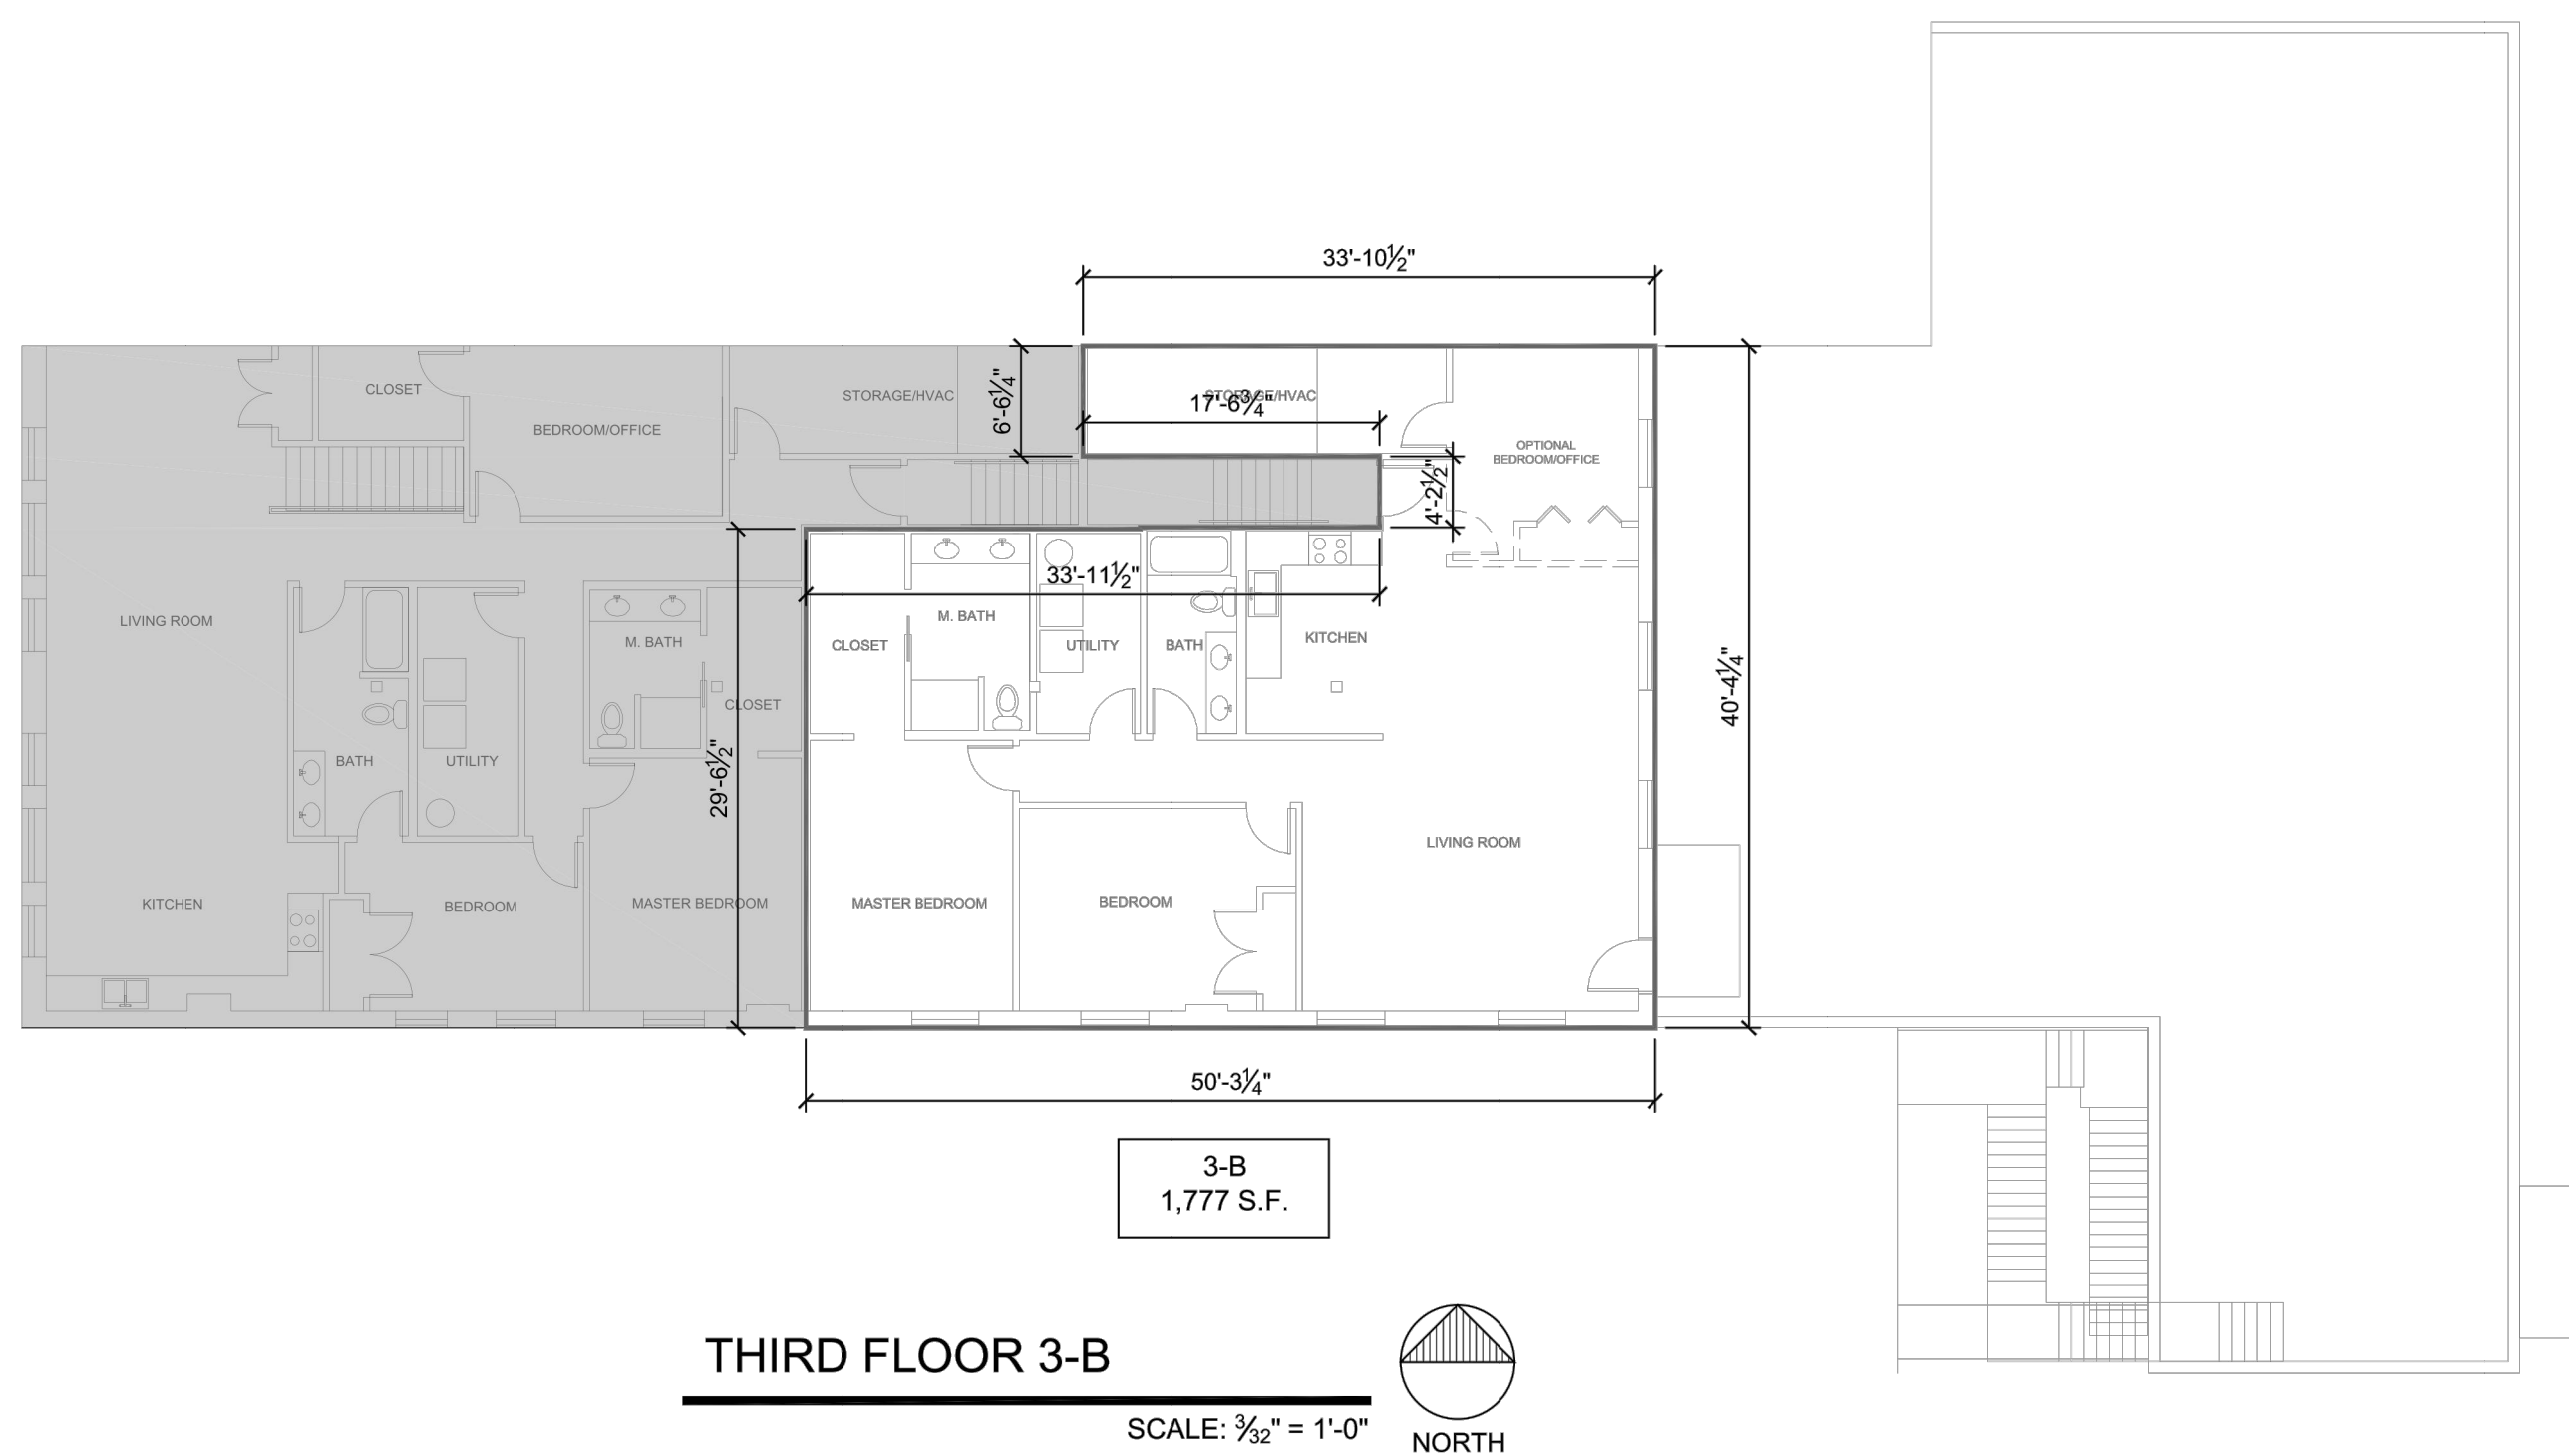 33'-10½"
6'-6¼"
CLOSET
STORAGE/HVAC
STORAGE/HVAC
17'-6¾"
BEDROOM/OFFICE
OPTIONAL
BEDROOM/OFFICE
4'-2½"
33'-11½"
LIVING ROOM
M. BATH
M. BATH
CLOSET
UTILITY
BATH
KITCHEN
CLOSET
40'-4¼"
29'-6½"
BATH
UTILITY
LIVING ROOM
KITCHEN
BEDROOM
MASTER BEDROOM
MASTER BEDROOM
BEDROOM
50'-3¼"
3-B
1,777 S.F.
THIRD FLOOR 3-B
SCALE: 3⁄32" = 1'-0"
NORTH